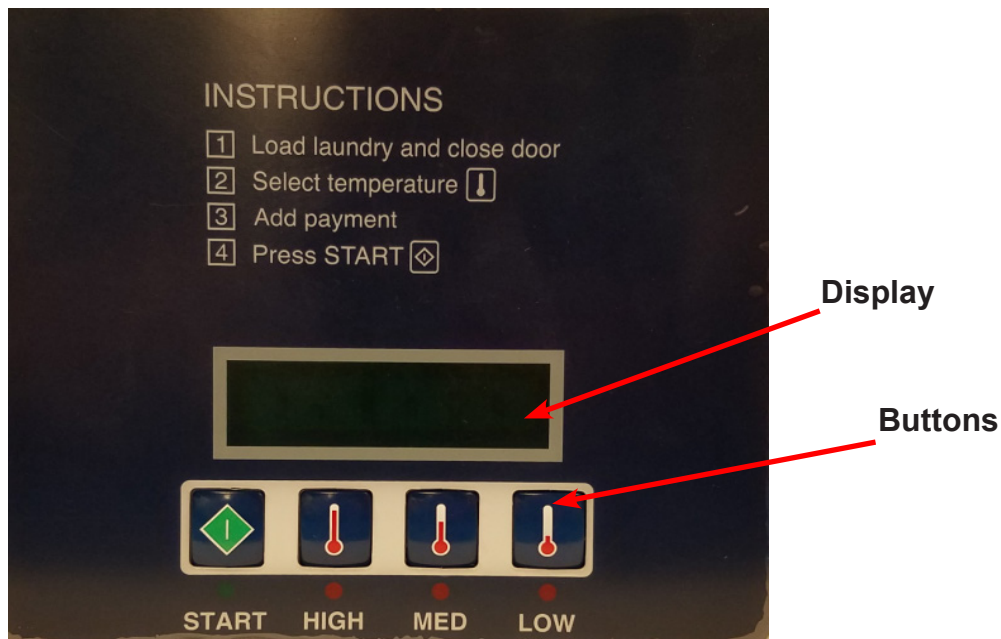 INSTRUCTIONS
1 Load laundry and close door
2 Select temperature
3 Add payment
4 Press START
Display
Buttons
START HIGH MED LOW